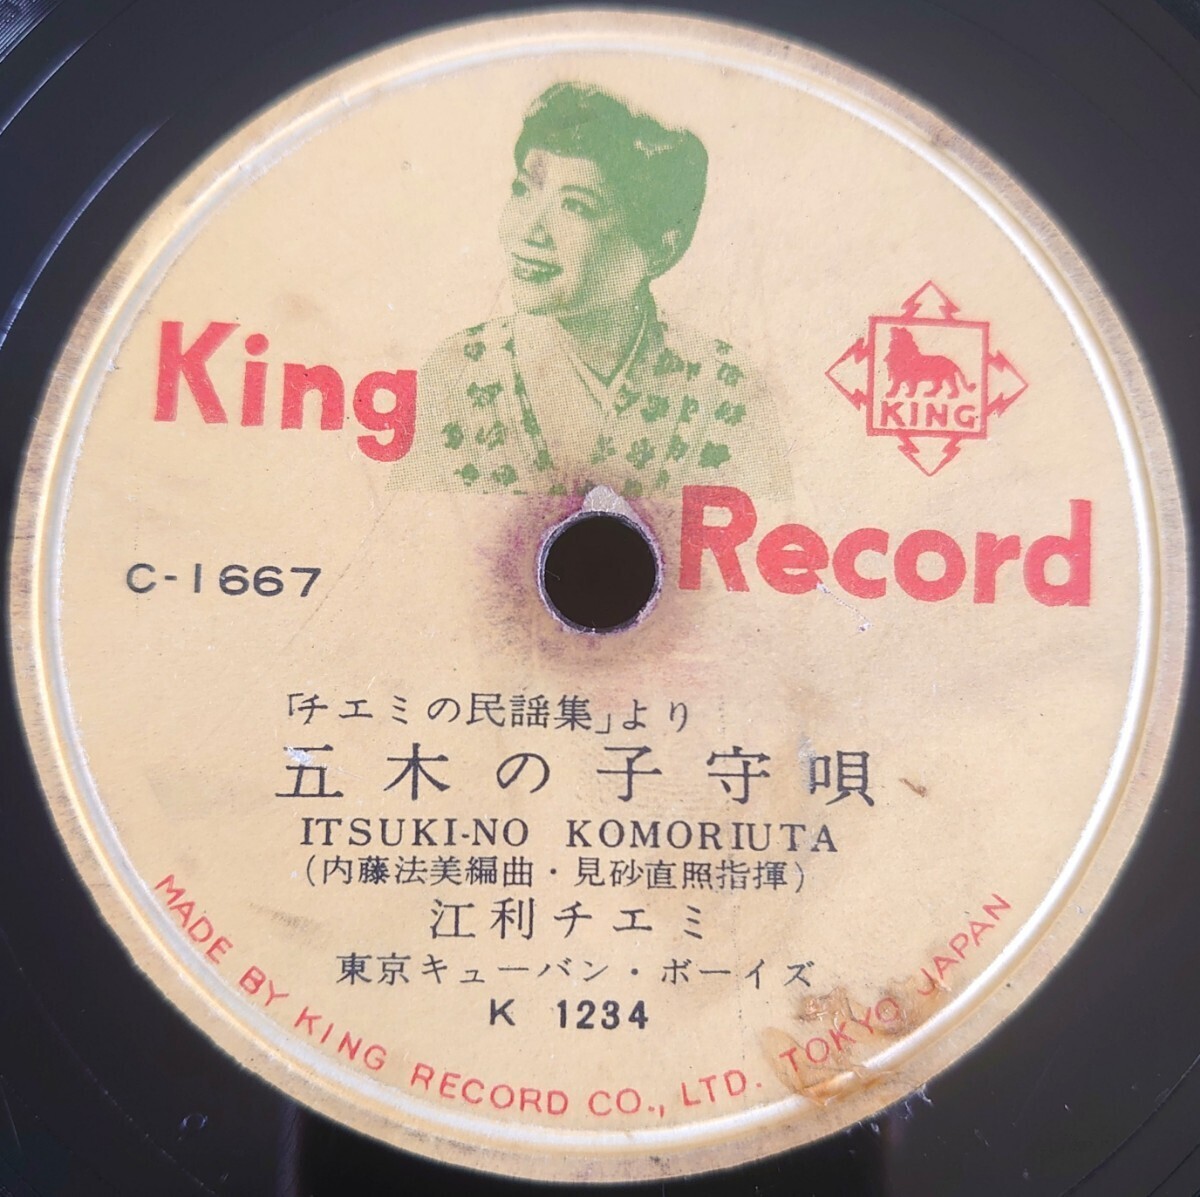 King
KING
Record
C-1667
「チエミの民謡集」より
五木の子守唄
ITSUKI-NO KOMORIUTA
(内藤法美編曲・見砂直照指揮)
江利チエミ
東京キューバン・ボーイズ
K 1234
MADE BY KING RECORD CO., LTD. TOKYO JAPAN